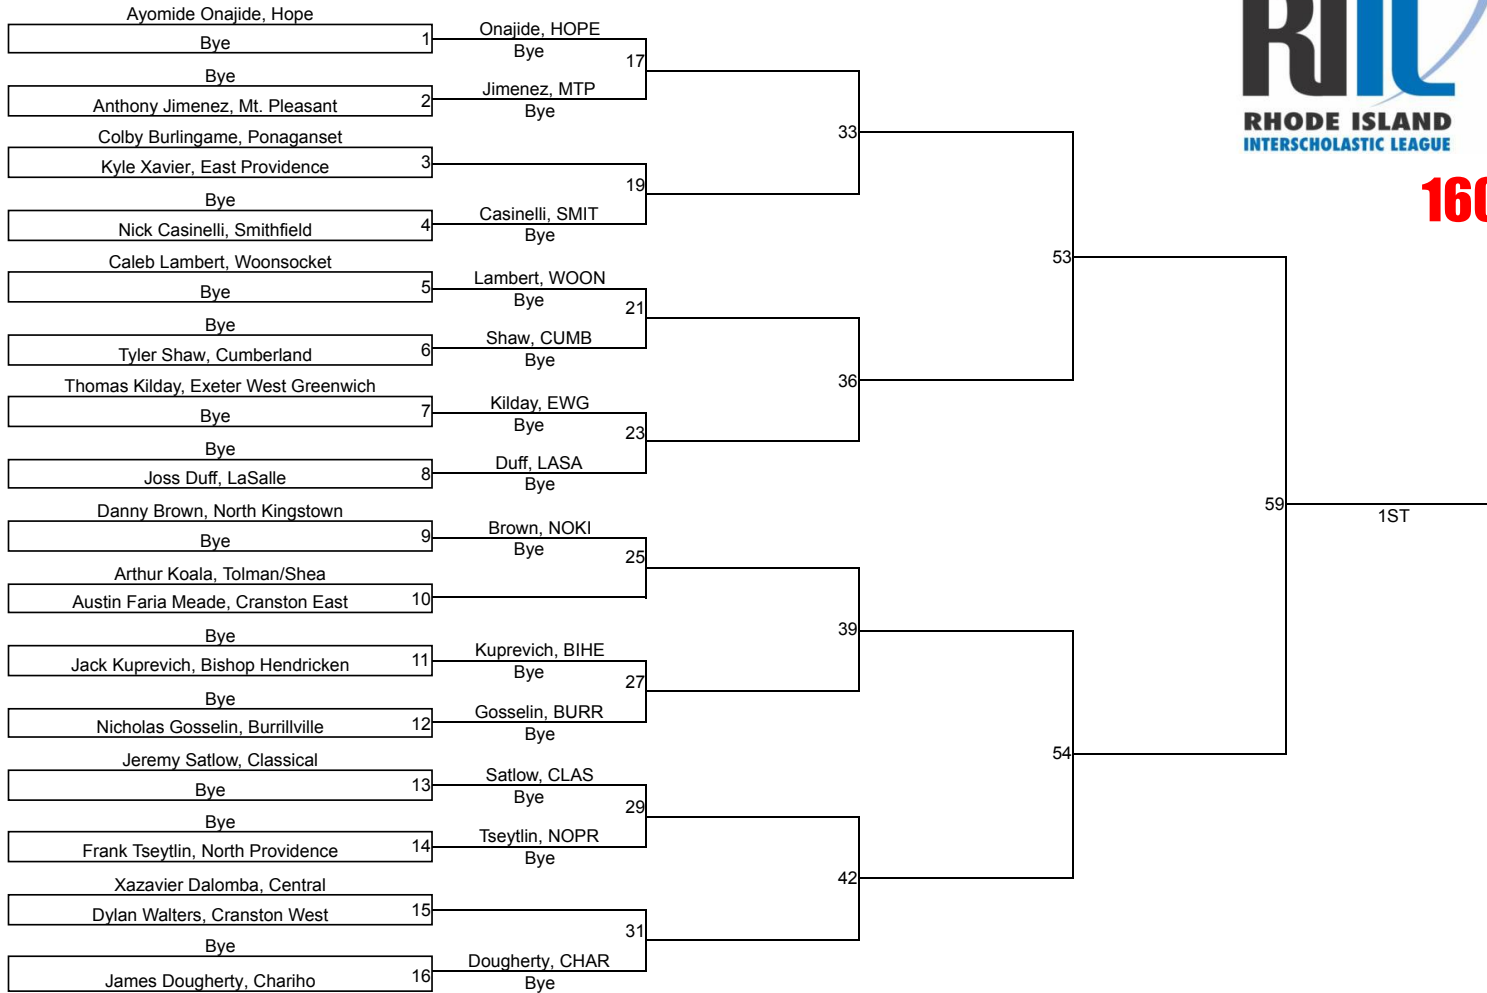 Ayomide Onajide, Hope
Bye
1
Onajide, HOPE
Bye
17
Bye
Anthony Jimenez, Mt. Pleasant
2
Jimenez, MTP
Bye
33
Colby Burlingame, Ponaganset
Kyle Xavier, East Providence
3
19
Bye
Nick Casinelli, Smithfield
4
Casinelli, SMIT
Bye
53
Caleb Lambert, Woonsocket
Bye
5
Lambert, WOON
Bye
21
Bye
Tyler Shaw, Cumberland
6
Shaw, CUMB
Bye
36
Thomas Kilday, Exeter West Greenwich
Bye
7
Kilday, EWG
Bye
23
Bye
Joss Duff, LaSalle
8
Duff, LASA
Bye
59
1ST
Danny Brown, North Kingstown
Bye
9
Brown, NOKI
Bye
25
Arthur Koala, Tolman/Shea
Austin Faria Meade, Cranston East
10
39
Bye
Jack Kuprevich, Bishop Hendricken
11
Kuprevich, BIHE
Bye
27
Bye
Nicholas Gosselin, Burrillville
12
Gosselin, BURR
Bye
54
Jeremy Satlow, Classical
Bye
13
Satlow, CLAS
Bye
29
Bye
Frank Tseytlin, North Providence
14
Tseytlin, NOPR
Bye
42
Xazavier Dalomba, Central
Dylan Walters, Cranston West
15
31
Bye
James Dougherty, Chariho
16
Dougherty, CHAR
Bye
RIIL
RHODE ISLAND
INTERSCHOLASTIC LEAGUE
160